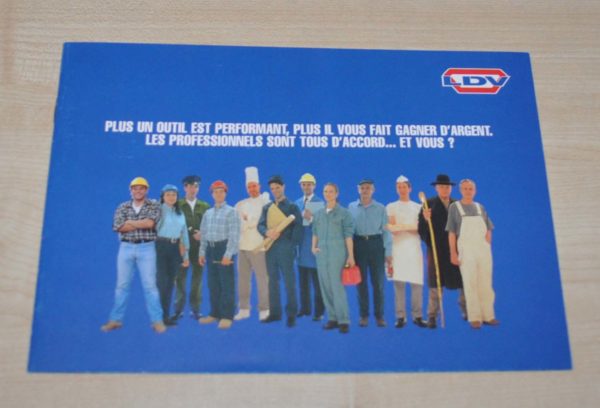 LDV
PLUS UN OUTIL EST PERFORMANT, PLUS IL VOUS FAIT GAGNER D'ARGENT.
LES PROFESSIONNELS SONT TOUS D'ACCORD... ET VOUS ?